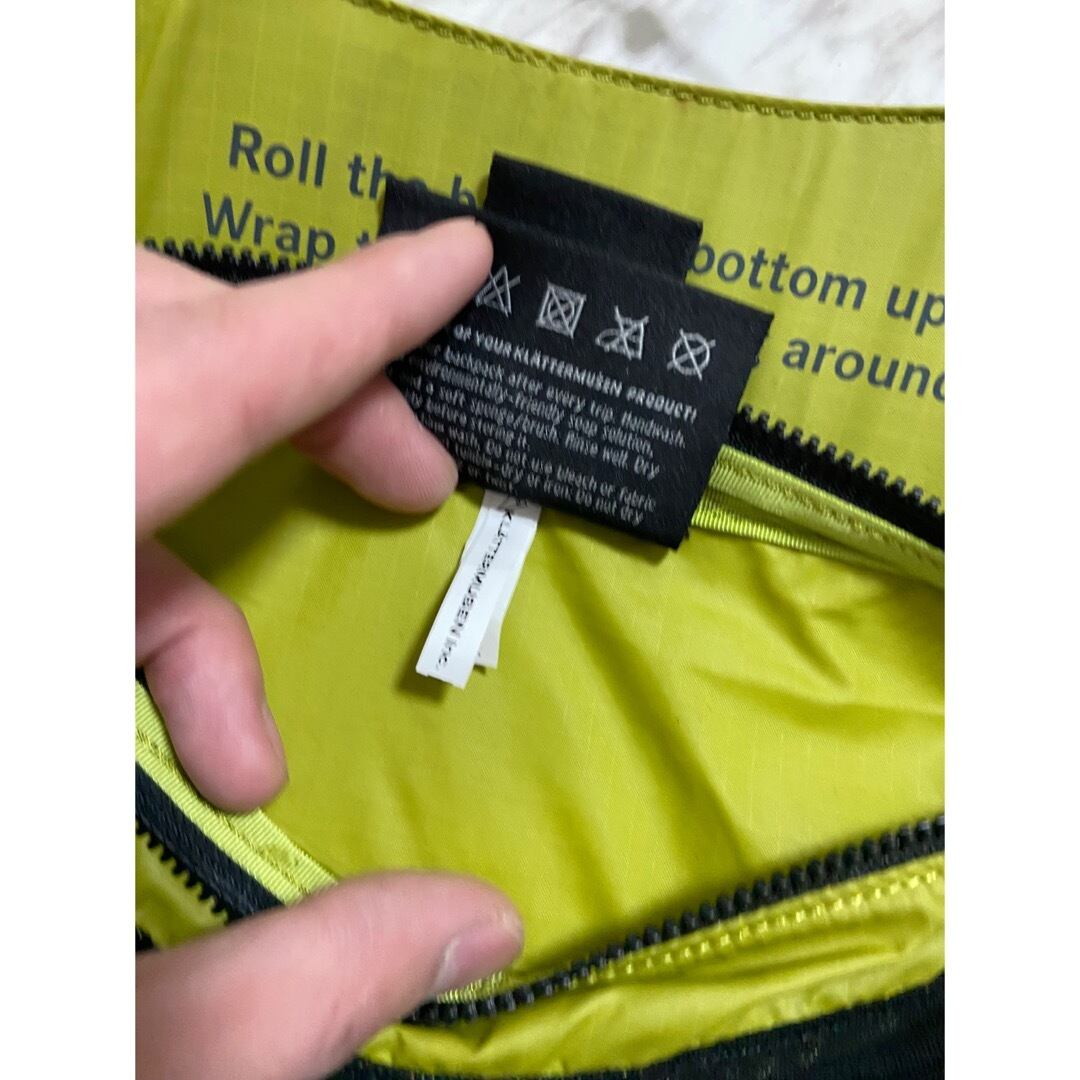 Roll the
bottom up
Wrap
around
OF YOUR KLÄTTERMUSEN PRODUCT!
backpack after every trip. Handwash
environmentally-friendly soap solution
a soft sponge/brush. Rinse well. Dry
before storing it.
Do not use bleach or fabric
dry or iron. Do not dry
KLATTERMUSEN INC.